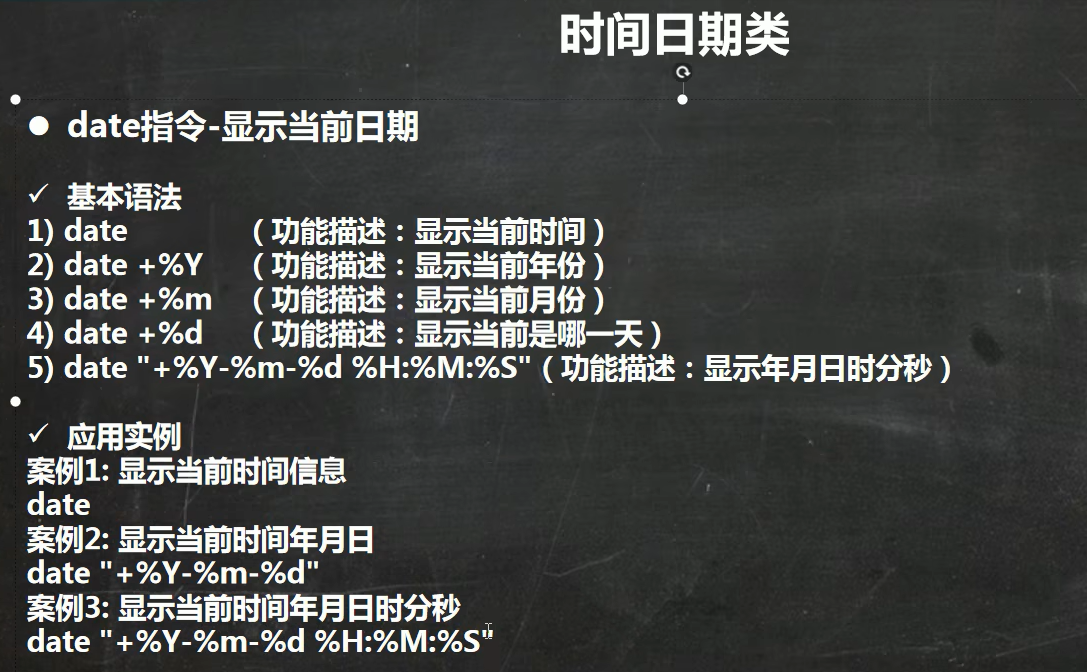 时间日期类
● date指令-显示当前日期
✓ 基本语法
1) date （功能描述：显示当前时间）
2) date +%Y （功能描述：显示当前年份）
3) date +%m （功能描述：显示当前月份）
4) date +%d （功能描述：显示当前是哪一天）
5) date "+%Y-%m-%d %H:%M:%S"（功能描述：显示年月日时分秒）
✓ 应用实例
案例1: 显示当前时间信息
date
案例2: 显示当前时间年月日
date "+%Y-%m-%d"
案例3: 显示当前时间年月日时分秒
date "+%Y-%m-%d %H:%M:%S"